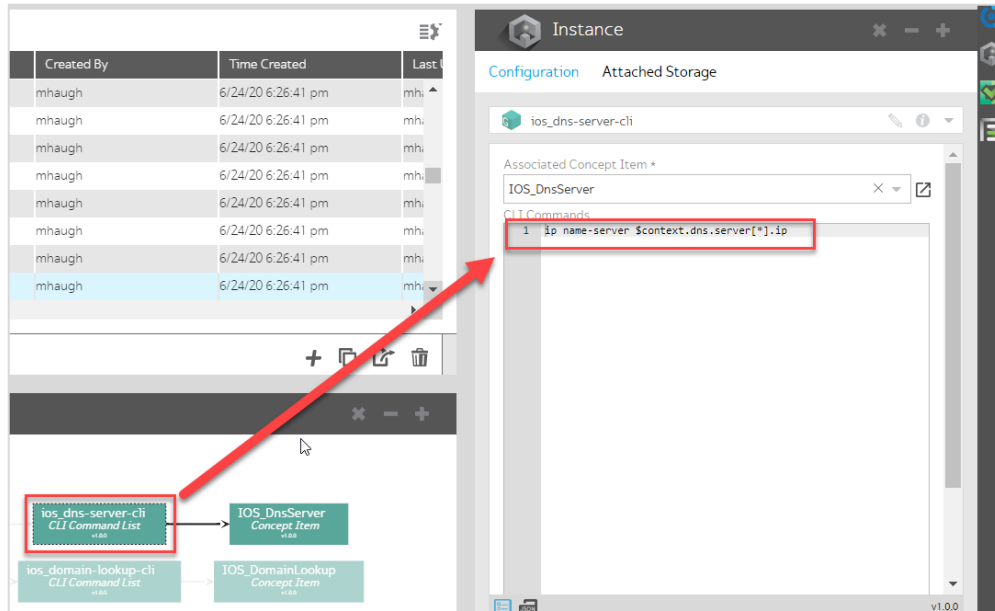 Created By Time Created Last U
mhaugh 6/24/20 6:26:41 pm mha
mhaugh 6/24/20 6:26:41 pm mha
mhaugh 6/24/20 6:26:41 pm mha
mhaugh 6/24/20 6:26:41 pm mha
mhaugh 6/24/20 6:26:41 pm mha
mhaugh 6/24/20 6:26:41 pm mha
mhaugh 6/24/20 6:26:41 pm mha
mhaugh 6/24/20 6:26:41 pm mha
ios_dns-server-cli
CLI Command List
v1.0.0
IOS_DnsServer
Concept Item
v1.0.0
ios_domain-lookup-cli
CLI Command List
v1.0.0
IOS_DomainLookup
Concept Item
v1.0.0
Instance
Configuration Attached Storage
ios_dns-server-cli
Associated Concept Item *
IOS_DnsServer
CLI Commands
1 ip name-server $context.dns.server[*].ip
JSON
v1.0.0